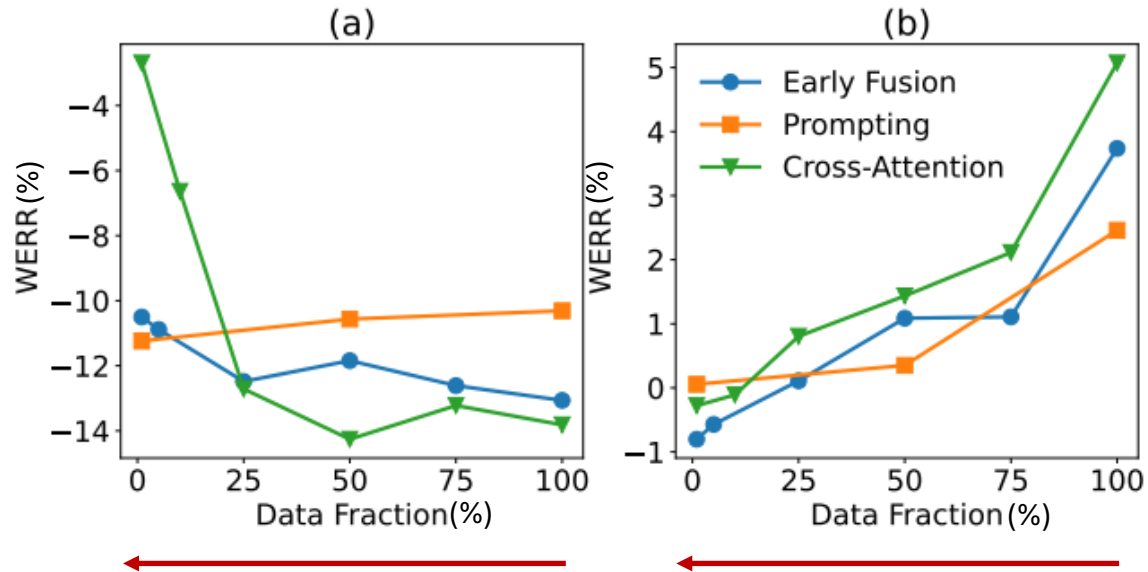 (a)
WERR (%)
−4
−6
−8
−10
−12
−14
0 25 50 75 100
Data Fraction(%)
(b)
WERR (%)
5
4
3
2
1
0
−1
Early Fusion
Prompting
Cross-Attention
0 25 50 75 100
Data Fraction(%)